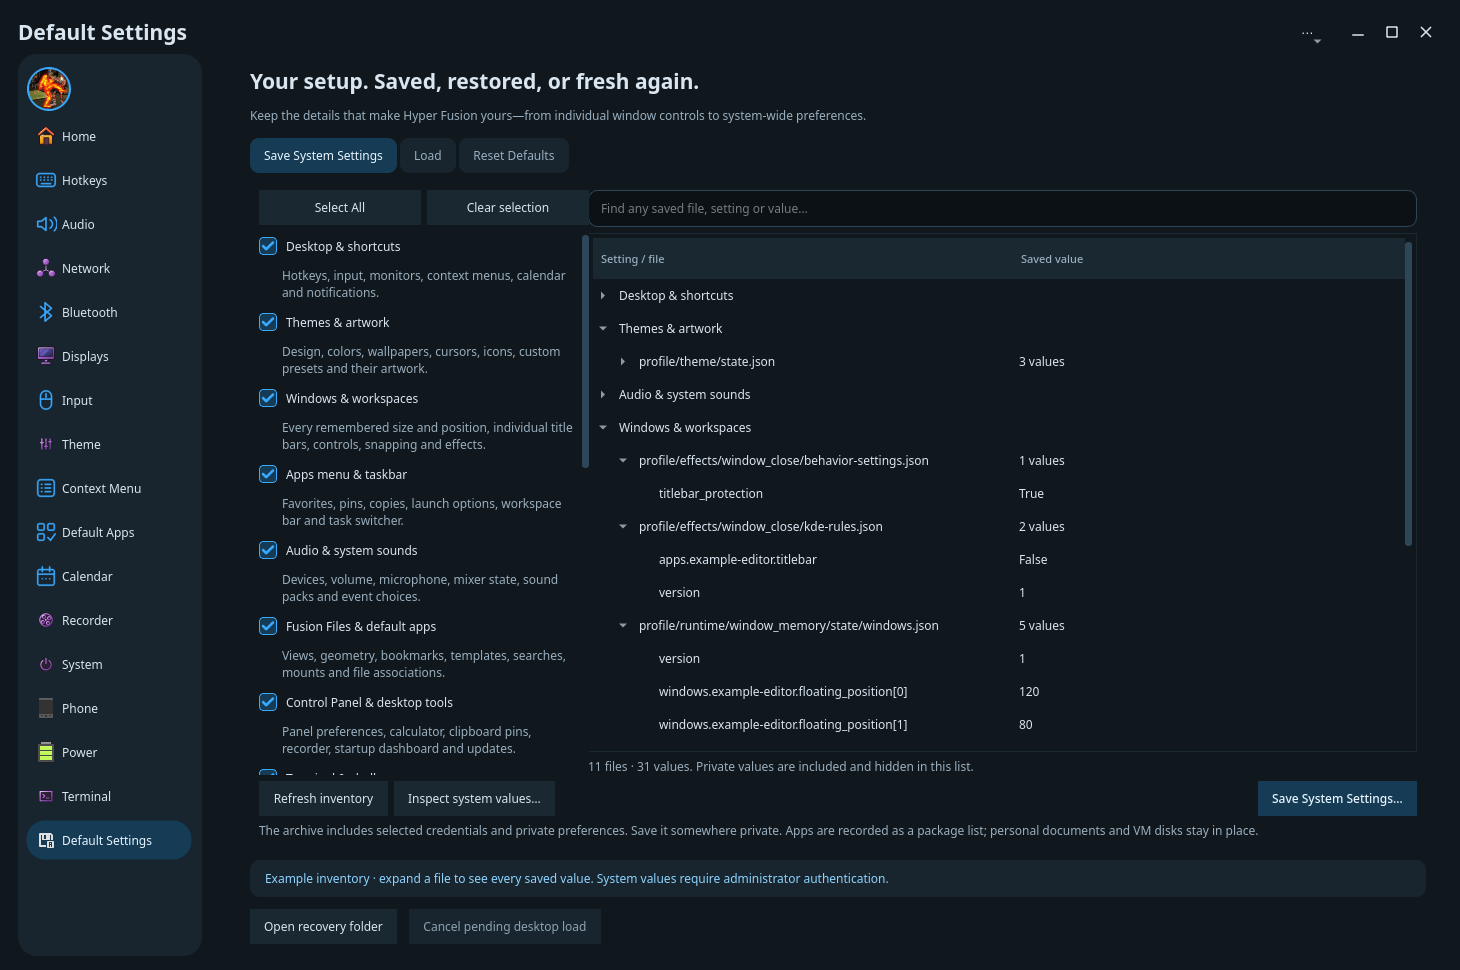 Default Settings
...
Home
Hotkeys
Audio
Network
Bluetooth
Displays
Input
Theme
Context Menu
Default Apps
Calendar
Recorder
System
Phone
Power
Terminal
Default Settings
Your setup. Saved, restored, or fresh again.
Keep the details that make Hyper Fusion yours—from individual window controls to system-wide preferences.
Save System Settings
Load
Reset Defaults
Select All
Clear selection
Desktop & shortcuts
Hotkeys, input, monitors, context menus, calendar
and notifications.
Themes & artwork
Design, colors, wallpapers, cursors, icons, custom
presets and their artwork.
Windows & workspaces
Every remembered size and position, individual title
bars, controls, snapping and effects.
Apps menu & taskbar
Favorites, pins, copies, launch options, workspace
bar and task switcher.
Audio & system sounds
Devices, volume, microphone, mixer state, sound
packs and event choices.
Fusion Files & default apps
Views, geometry, bookmarks, templates, searches,
mounts and file associations.
Control Panel & desktop tools
Panel preferences, calculator, clipboard pins,
recorder, startup dashboard and updates.
Find any saved file, setting or value...
Setting / file Saved value
Desktop & shortcuts
Themes & artwork
profile/theme/state.json 3 values
Audio & system sounds
Windows & workspaces
profile/effects/window_close/behavior-settings.json 1 values
titlebar_protection True
profile/effects/window_close/kde-rules.json 2 values
apps.example-editor.titlebar False
version 1
profile/runtime/window_memory/state/windows.json 5 values
version 1
windows.example-editor.floating_position[0] 120
windows.example-editor.floating_position[1] 80
11 files · 31 values. Private values are included and hidden in this list.
Refresh inventory
Inspect system values...
Save System Settings...
The archive includes selected credentials and private preferences. Save it somewhere private. Apps are recorded as a package list; personal documents and VM disks stay in place.
Example inventory · expand a file to see every saved value. System values require administrator authentication.
Open recovery folder
Cancel pending desktop load